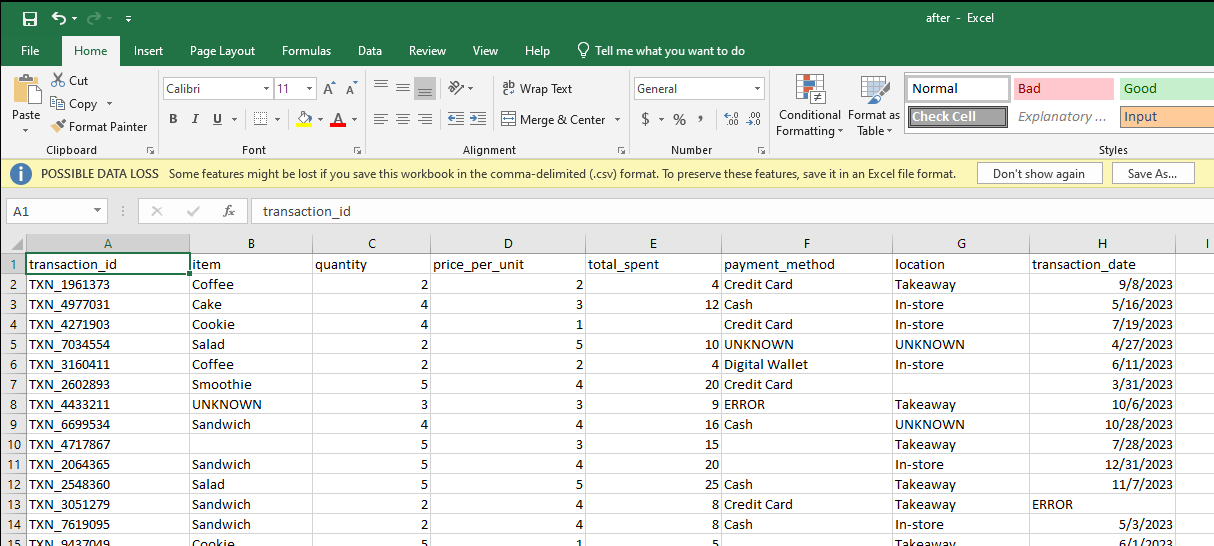 after - Excel
File Home Insert Page Layout Formulas Data Review View Help Tell me what you want to do
Paste
Cut
Copy
Format Painter
Clipboard
Calibri 11
B I U
Font
Wrap Text
Merge & Center
Alignment
General
$ % ,
Number
Conditional Formatting
Format as Table
Normal Bad Good
Check Cell Explanatory ... Input
Styles
POSSIBLE DATA LOSS Some features might be lost if you save this workbook in the comma-delimited (.csv) format. To preserve these features, save it in an Excel file format. Don't show again Save As...
A1 fx transaction_id
A B C D E F G H I
1 transaction_id item quantity price_per_unit total_spent payment_method location transaction_date
2 TXN_1961373 Coffee 2 2 4 Credit Card Takeaway 9/8/2023
3 TXN_4977031 Cake 4 3 12 Cash In-store 5/16/2023
4 TXN_4271903 Cookie 4 1 Credit Card In-store 7/19/2023
5 TXN_7034554 Salad 2 5 10 UNKNOWN UNKNOWN 4/27/2023
6 TXN_3160411 Coffee 2 2 4 Digital Wallet In-store 6/11/2023
7 TXN_2602893 Smoothie 5 4 20 Credit Card 3/31/2023
8 TXN_4433211 UNKNOWN 3 3 9 ERROR Takeaway 10/6/2023
9 TXN_6699534 Sandwich 4 4 16 Cash UNKNOWN 10/28/2023
10 TXN_4717867 5 3 15 Takeaway 7/28/2023
11 TXN_2064365 Sandwich 5 4 20 In-store 12/31/2023
12 TXN_2548360 Salad 5 5 25 Cash Takeaway 11/7/2023
13 TXN_3051279 Sandwich 2 4 8 Credit Card Takeaway ERROR
14 TXN_7619095 Sandwich 2 4 8 Cash In-store 5/3/2023
15 TXN_9437049 Cookie 5 1 5 Takeaway 6/1/2023